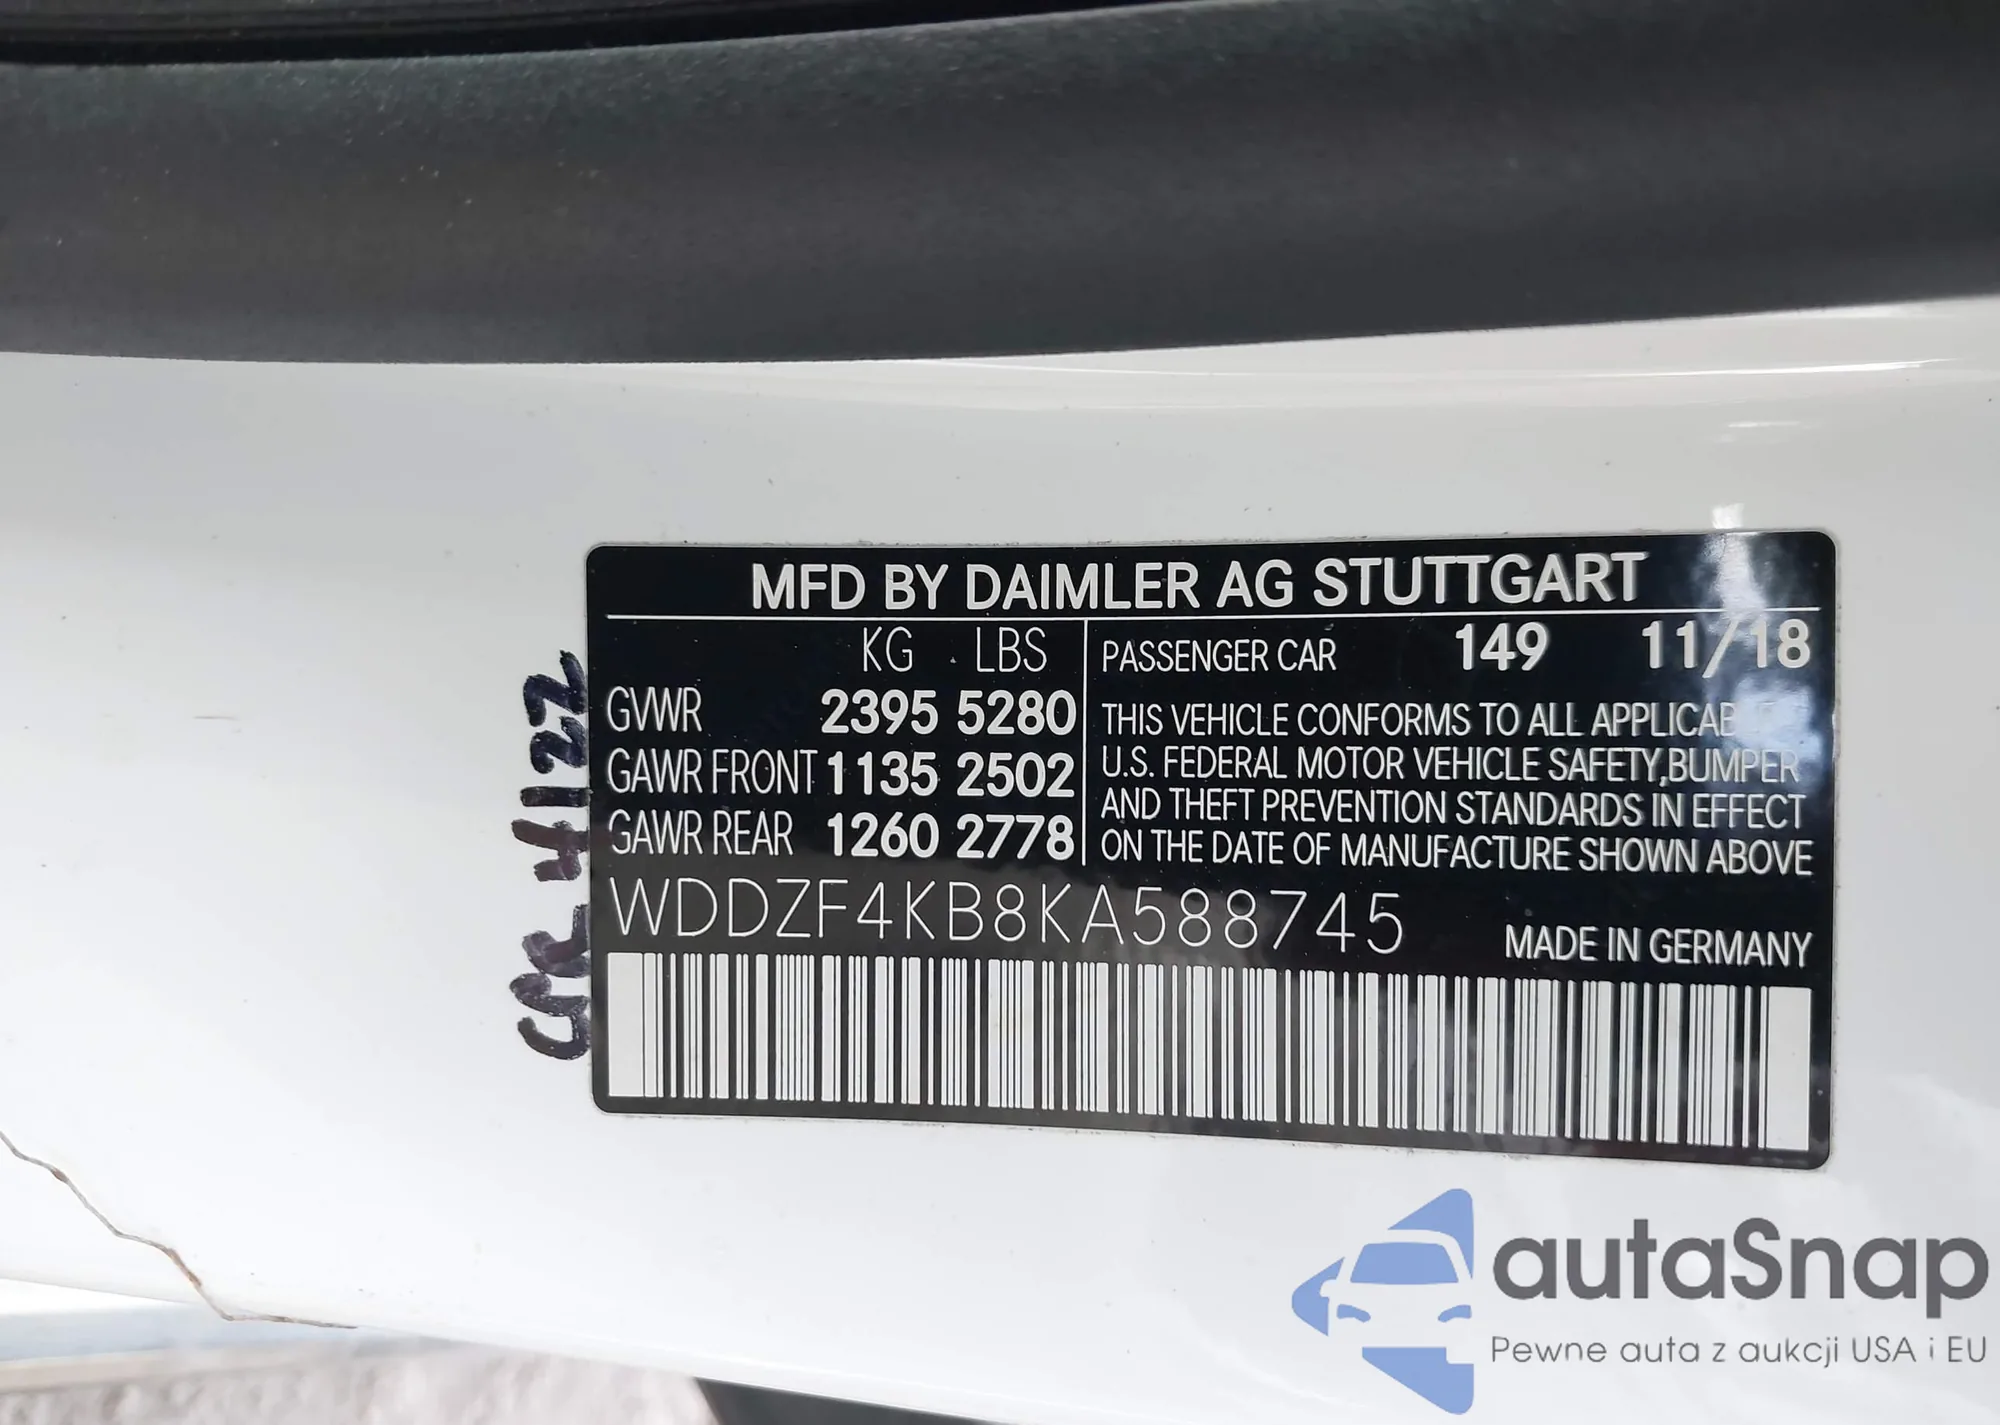 MFD BY DAIMLER AG STUTTGART
KG LBS
GVWR 2395 5280
GAWR FRONT 1135 2502
GAWR REAR 1260 2778
PASSENGER CAR 149 11/18
THIS VEHICLE CONFORMS TO ALL APPLICABLE
U.S. FEDERAL MOTOR VEHICLE SAFETY, BUMPER
AND THEFT PREVENTION STANDARDS IN EFFECT
ON THE DATE OF MANUFACTURE SHOWN ABOVE
WDDZF4KB8KA588745
MADE IN GERMANY
autaSnap
Pewne auta z aukcji USA i EU